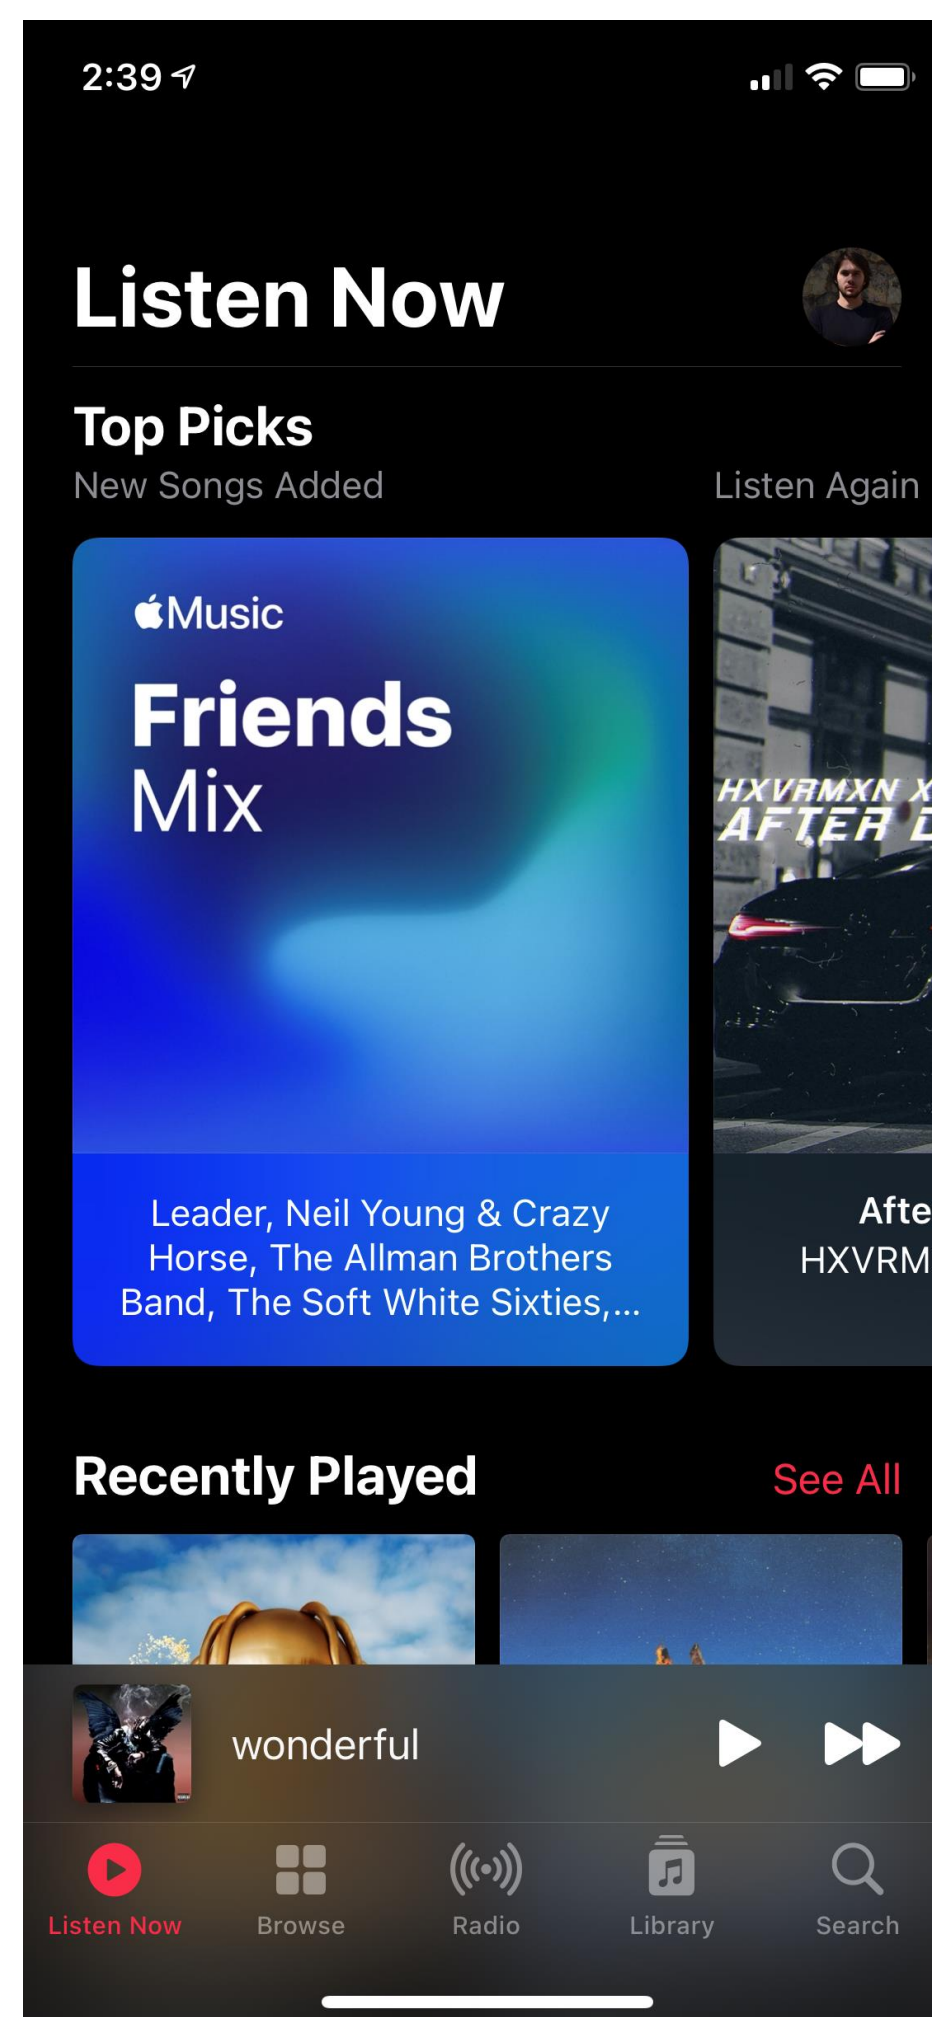 2:39
Listen Now
Top Picks
New Songs Added
Listen Again
Music
Friends
Mix
HXVRMXN X
AFTER D
Leader, Neil Young & Crazy
Horse, The Allman Brothers
Band, The Soft White Sixties,...
Afte
HXVRM
Recently Played
See All
wonderful
Listen Now
Browse
Radio
Library
Search